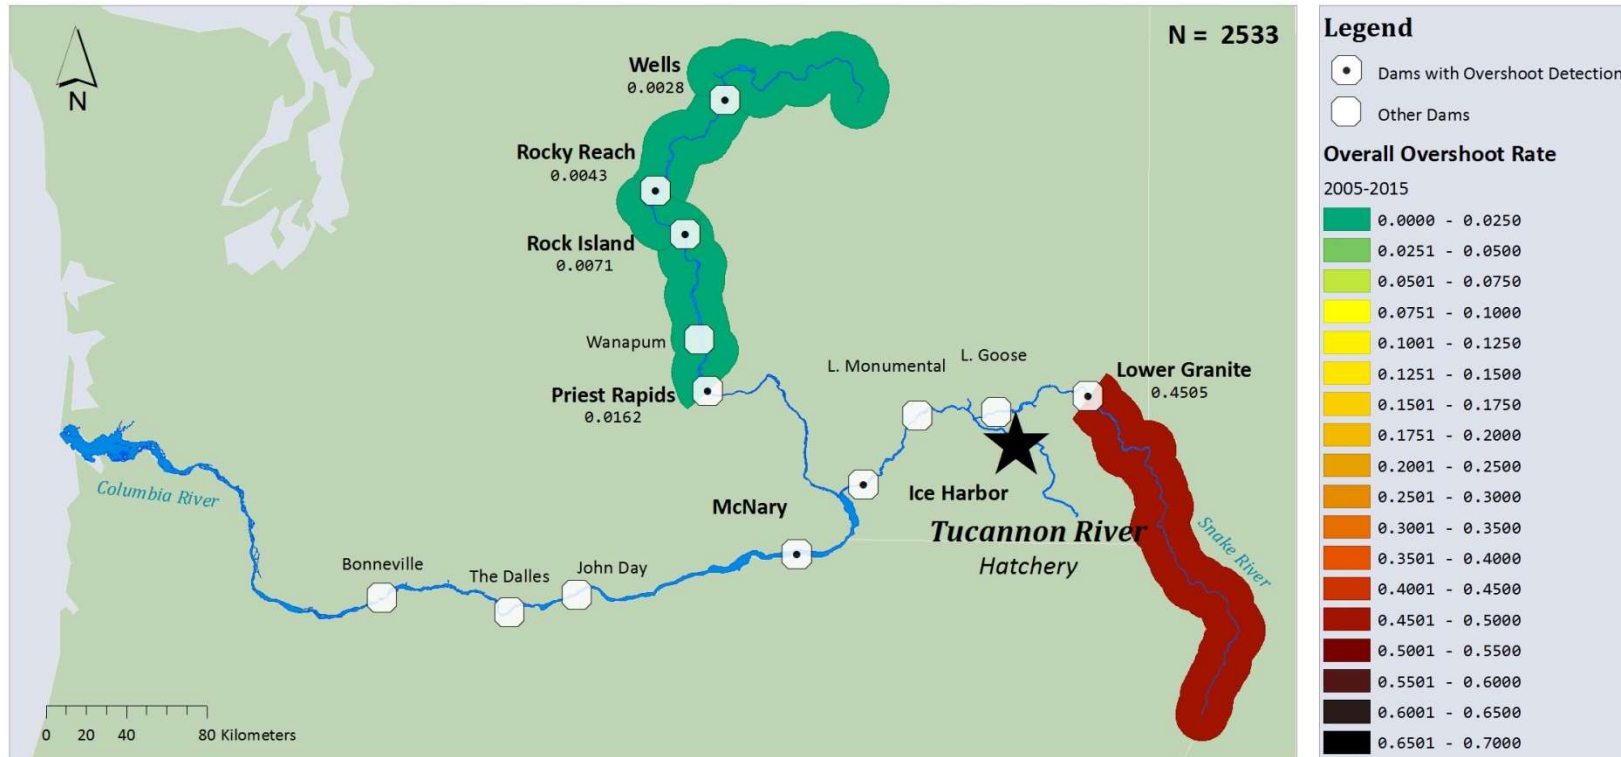 N = 2533
N
Wells
0.0028
Rocky Reach
0.0043
Rock Island
0.0071
Wanapum
Priest Rapids
0.0162
L. Monumental
L. Goose
Lower Granite
0.4505
Columbia River
McNary
Ice Harbor
Tucannon River
Hatchery
Snake River
Bonneville
The Dalles
John Day
0 20 40 80 Kilometers
Legend
Dams with Overshoot Detection
Other Dams
Overall Overshoot Rate
2005-2015
0.0000 - 0.0250
0.0251 - 0.0500
0.0501 - 0.0750
0.0751 - 0.1000
0.1001 - 0.1250
0.1251 - 0.1500
0.1501 - 0.1750
0.1751 - 0.2000
0.2001 - 0.2500
0.2501 - 0.3000
0.3001 - 0.3500
0.3501 - 0.4000
0.4001 - 0.4500
0.4501 - 0.5000
0.5001 - 0.5500
0.5501 - 0.6000
0.6001 - 0.6500
0.6501 - 0.7000